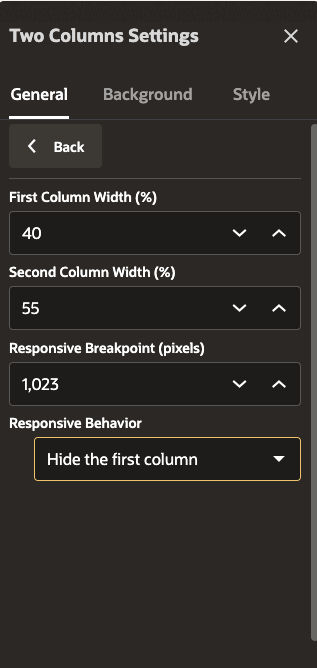 Two Columns Settings
General Background Style
Back
First Column Width (%)
40
Second Column Width (%)
55
Responsive Breakpoint (pixels)
1,023
Responsive Behavior
Hide the first column